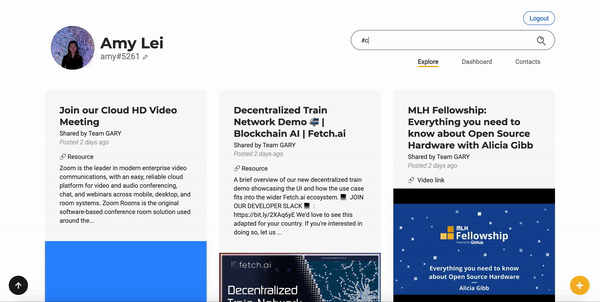 Logout
Amy Lei
amy#5261
#c
Explore
Dashboard
Contacts
Join our Cloud HD Video
Meeting
Shared by Team GARY
Posted 2 days ago
Resource
Zoom is the leader in modern enterprise video
communications, with an easy, reliable cloud
platform for video and audio conferencing,
chat, and webinars across mobile, desktop, and
room systems. Zoom Rooms is the original
software-based conference room solution used
around the...
Decentralized Train
Network Demo 🚂 |
Blockchain AI | Fetch.ai
Shared by Team GARY
Posted 2 days ago
Resource
A brief overview of our new decentralized train
demo showcasing the UI and how the use case
fits into the wider Fetch.ai ecosystem. JOIN
OUR DEVELOPER SLACK :
https://bit.ly/2XAq6yE We'd love to see this
adapted for your country. If you're interested in
doing so, let us ...
fetch.ai
Decentralized
Train Network
MLH Fellowship:
Everything you need to
know about Open Source
Hardware with Alicia Gibb
Shared by Team GARY
Posted 2 days ago
Video link
MLH
Fellowship
Powered by GitHub
Everything you need to know about
Open Source Hardware
Alicia Gibb